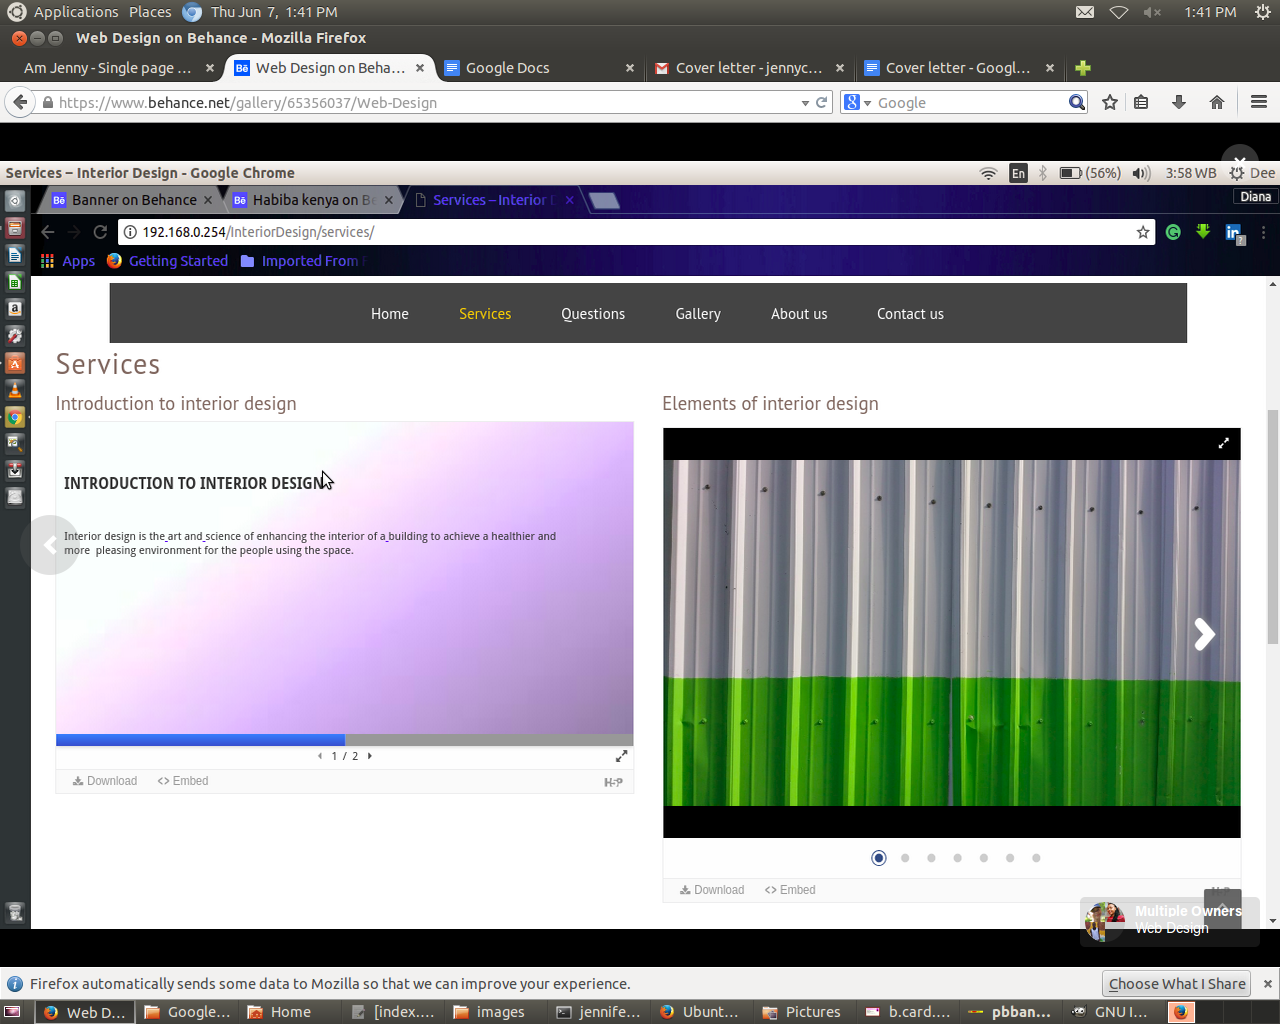 Applications Places Thu Jun 7, 1:41 PM 1:41 PM
Web Design on Behance - Mozilla Firefox
Am Jenny - Single page ... Web Design on Beha... Google Docs Cover letter - jennyc... Cover letter - Googl...
https://www.behance.net/gallery/65356037/Web-Design Google
Services – Interior Design - Google Chrome En (56%) 3:58 WB Dee
Banner on Behance Habiba kenya on Be Services – Interior D Diana
192.168.0.254/InteriorDesign/services/
Apps Getting Started Imported From F
Home Services Questions Gallery About us Contact us
Services
Introduction to interior design
INTRODUCTION TO INTERIOR DESIGN
Interior design is the art and science of enhancing the interior of a building to achieve a healthier and
more pleasing environment for the people using the space.
1 / 2
Download Embed H-P
Elements of interior design
Download Embed
Multiple Owners
Web Design
Firefox automatically sends some data to Mozilla so that we can improve your experience. Choose What I Share
Web D... Google... Home [index.... images jennife... Ubunt... Pictures b.card.... pbban... GNU I...